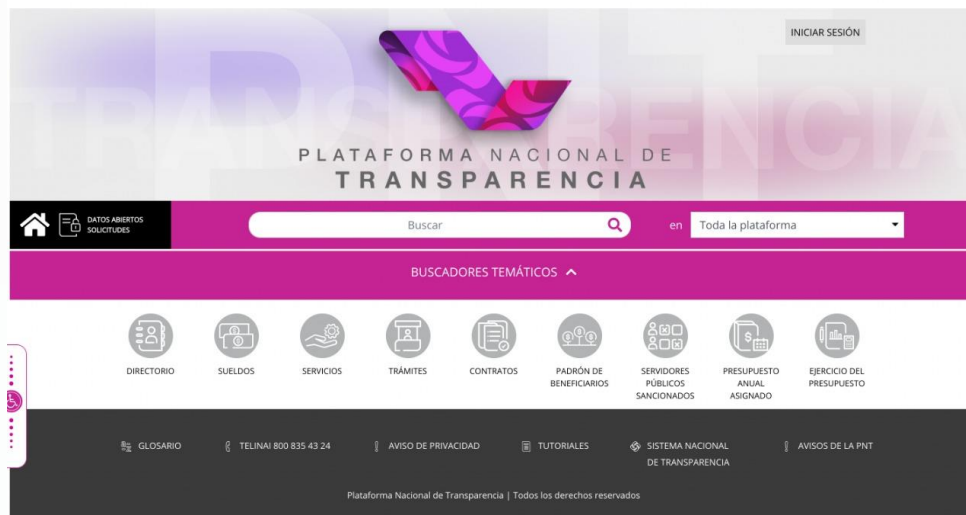 INICIAR SESIÓN
PLATAFORMA NACIONAL DE
TRANSPARENCIA
DATOS ABIERTOS
SOLICITUDES
Buscar
en
Toda la plataforma
BUSCADORES TEMÁTICOS
DIRECTORIO
SUELDOS
SERVICIOS
TRÁMITES
CONTRATOS
PADRÓN DE
BENEFICIARIOS
SERVIDORES
PÚBLICOS
SANCIONADOS
PRESUPUESTO
ANUAL
ASIGNADO
EJERCICIO DEL
PRESUPUESTO
GLOSARIO
TELINAI 800 835 43 24
AVISO DE PRIVACIDAD
TUTORIALES
SISTEMA NACIONAL
DE TRANSPARENCIA
AVISOS DE LA PNT
Plataforma Nacional de Transparencia | Todos los derechos reservados